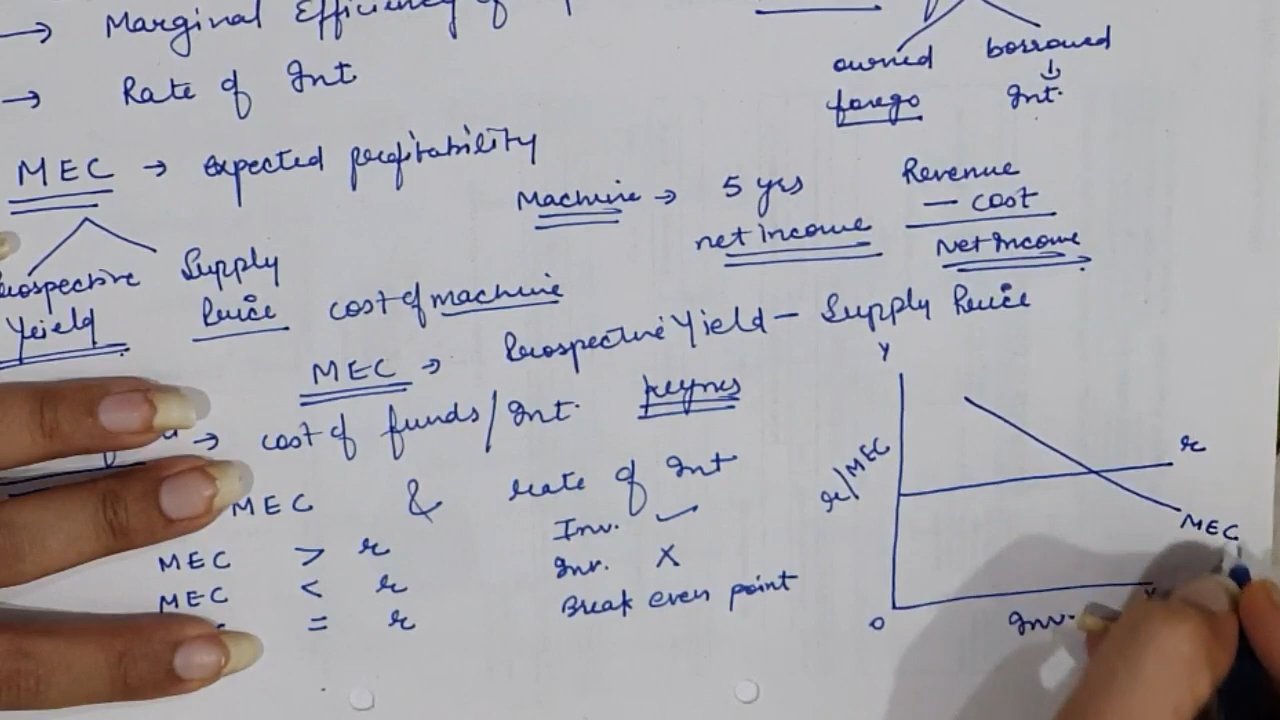 → Marginal Efficiency of
→ Rate of Int
owned borrowed
forego Int.
MEC → expected profitability
Machine → 5 yrs
net income
Revenue
— cost
Net Income
Supply
Yield Price cost of machine
MEC → Prospective Yield – Supply Price
→ cost of funds/Int. Keynes
MEC & rate of Int
MEC > r Inv. ✓
MEC < r Inv. X
= r Break even point
Y
r/MEC
r
MEC
O
Inv.